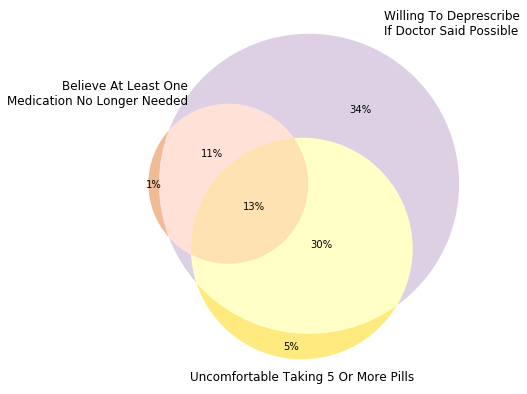 Willing To Deprescribe
If Doctor Said Possible
Believe At Least One
Medication No Longer Needed
34%
11%
1%
13%
30%
5%
Uncomfortable Taking 5 Or More Pills